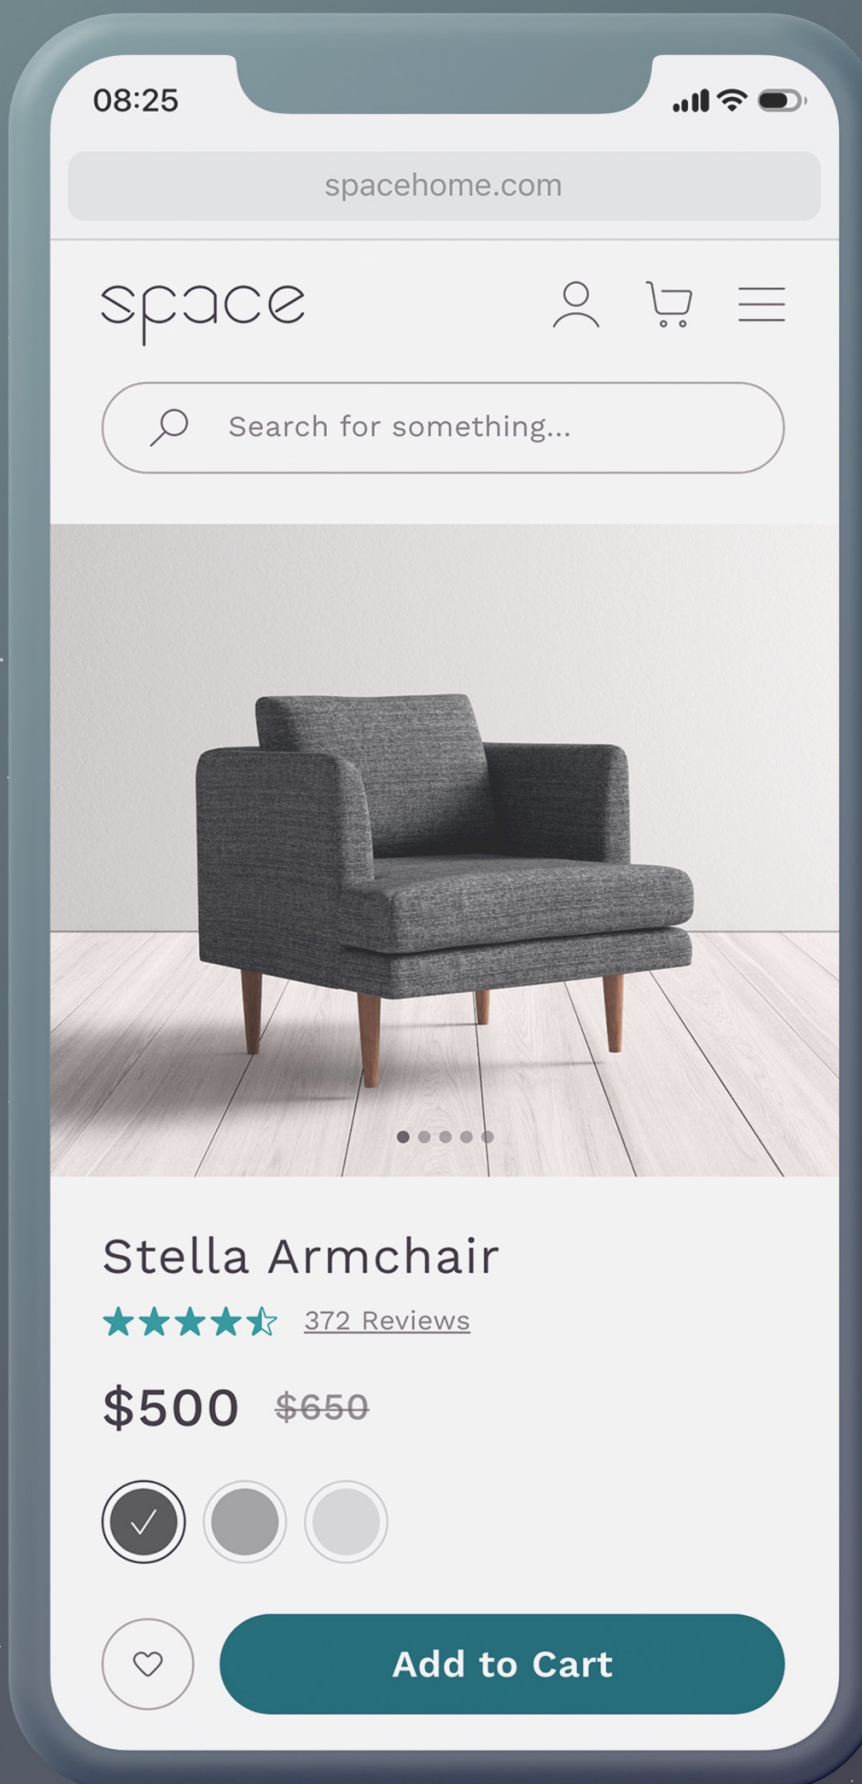 08:25
spacehome.com
space
Search for something...
Stella Armchair
372 Reviews
$500 $650
Add to Cart